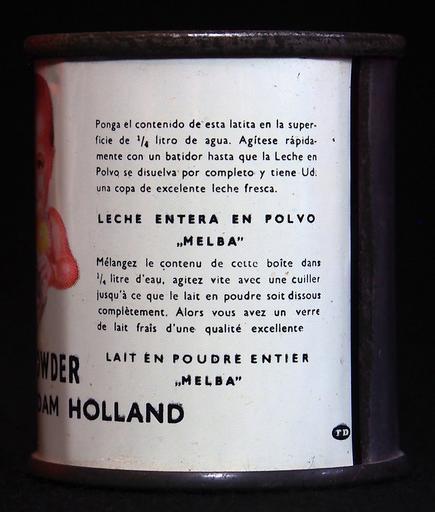 Ponga el contenido de esta latita en la super-
ficie de ¼ litro de agua. Agítese rápida-
mente con un batidor hasta que la Leche en
Polvo se disuelva por completo y tiene Ud.
una copa de excelente leche fresca.
LECHE ENTERA EN POLVO
„MELBA”
Mélangez le contenu de cette boîte dans
¼ litre d'eau, agitez vite avec une cuiller
jusqu'à ce que le lait en poudre soit dissous
complètement. Alors vous avez un verre
de lait frais d'une qualité excellente
LAIT EN POUDRE ENTIER
„MELBA”
WDER
DAM HOLLAND
TD